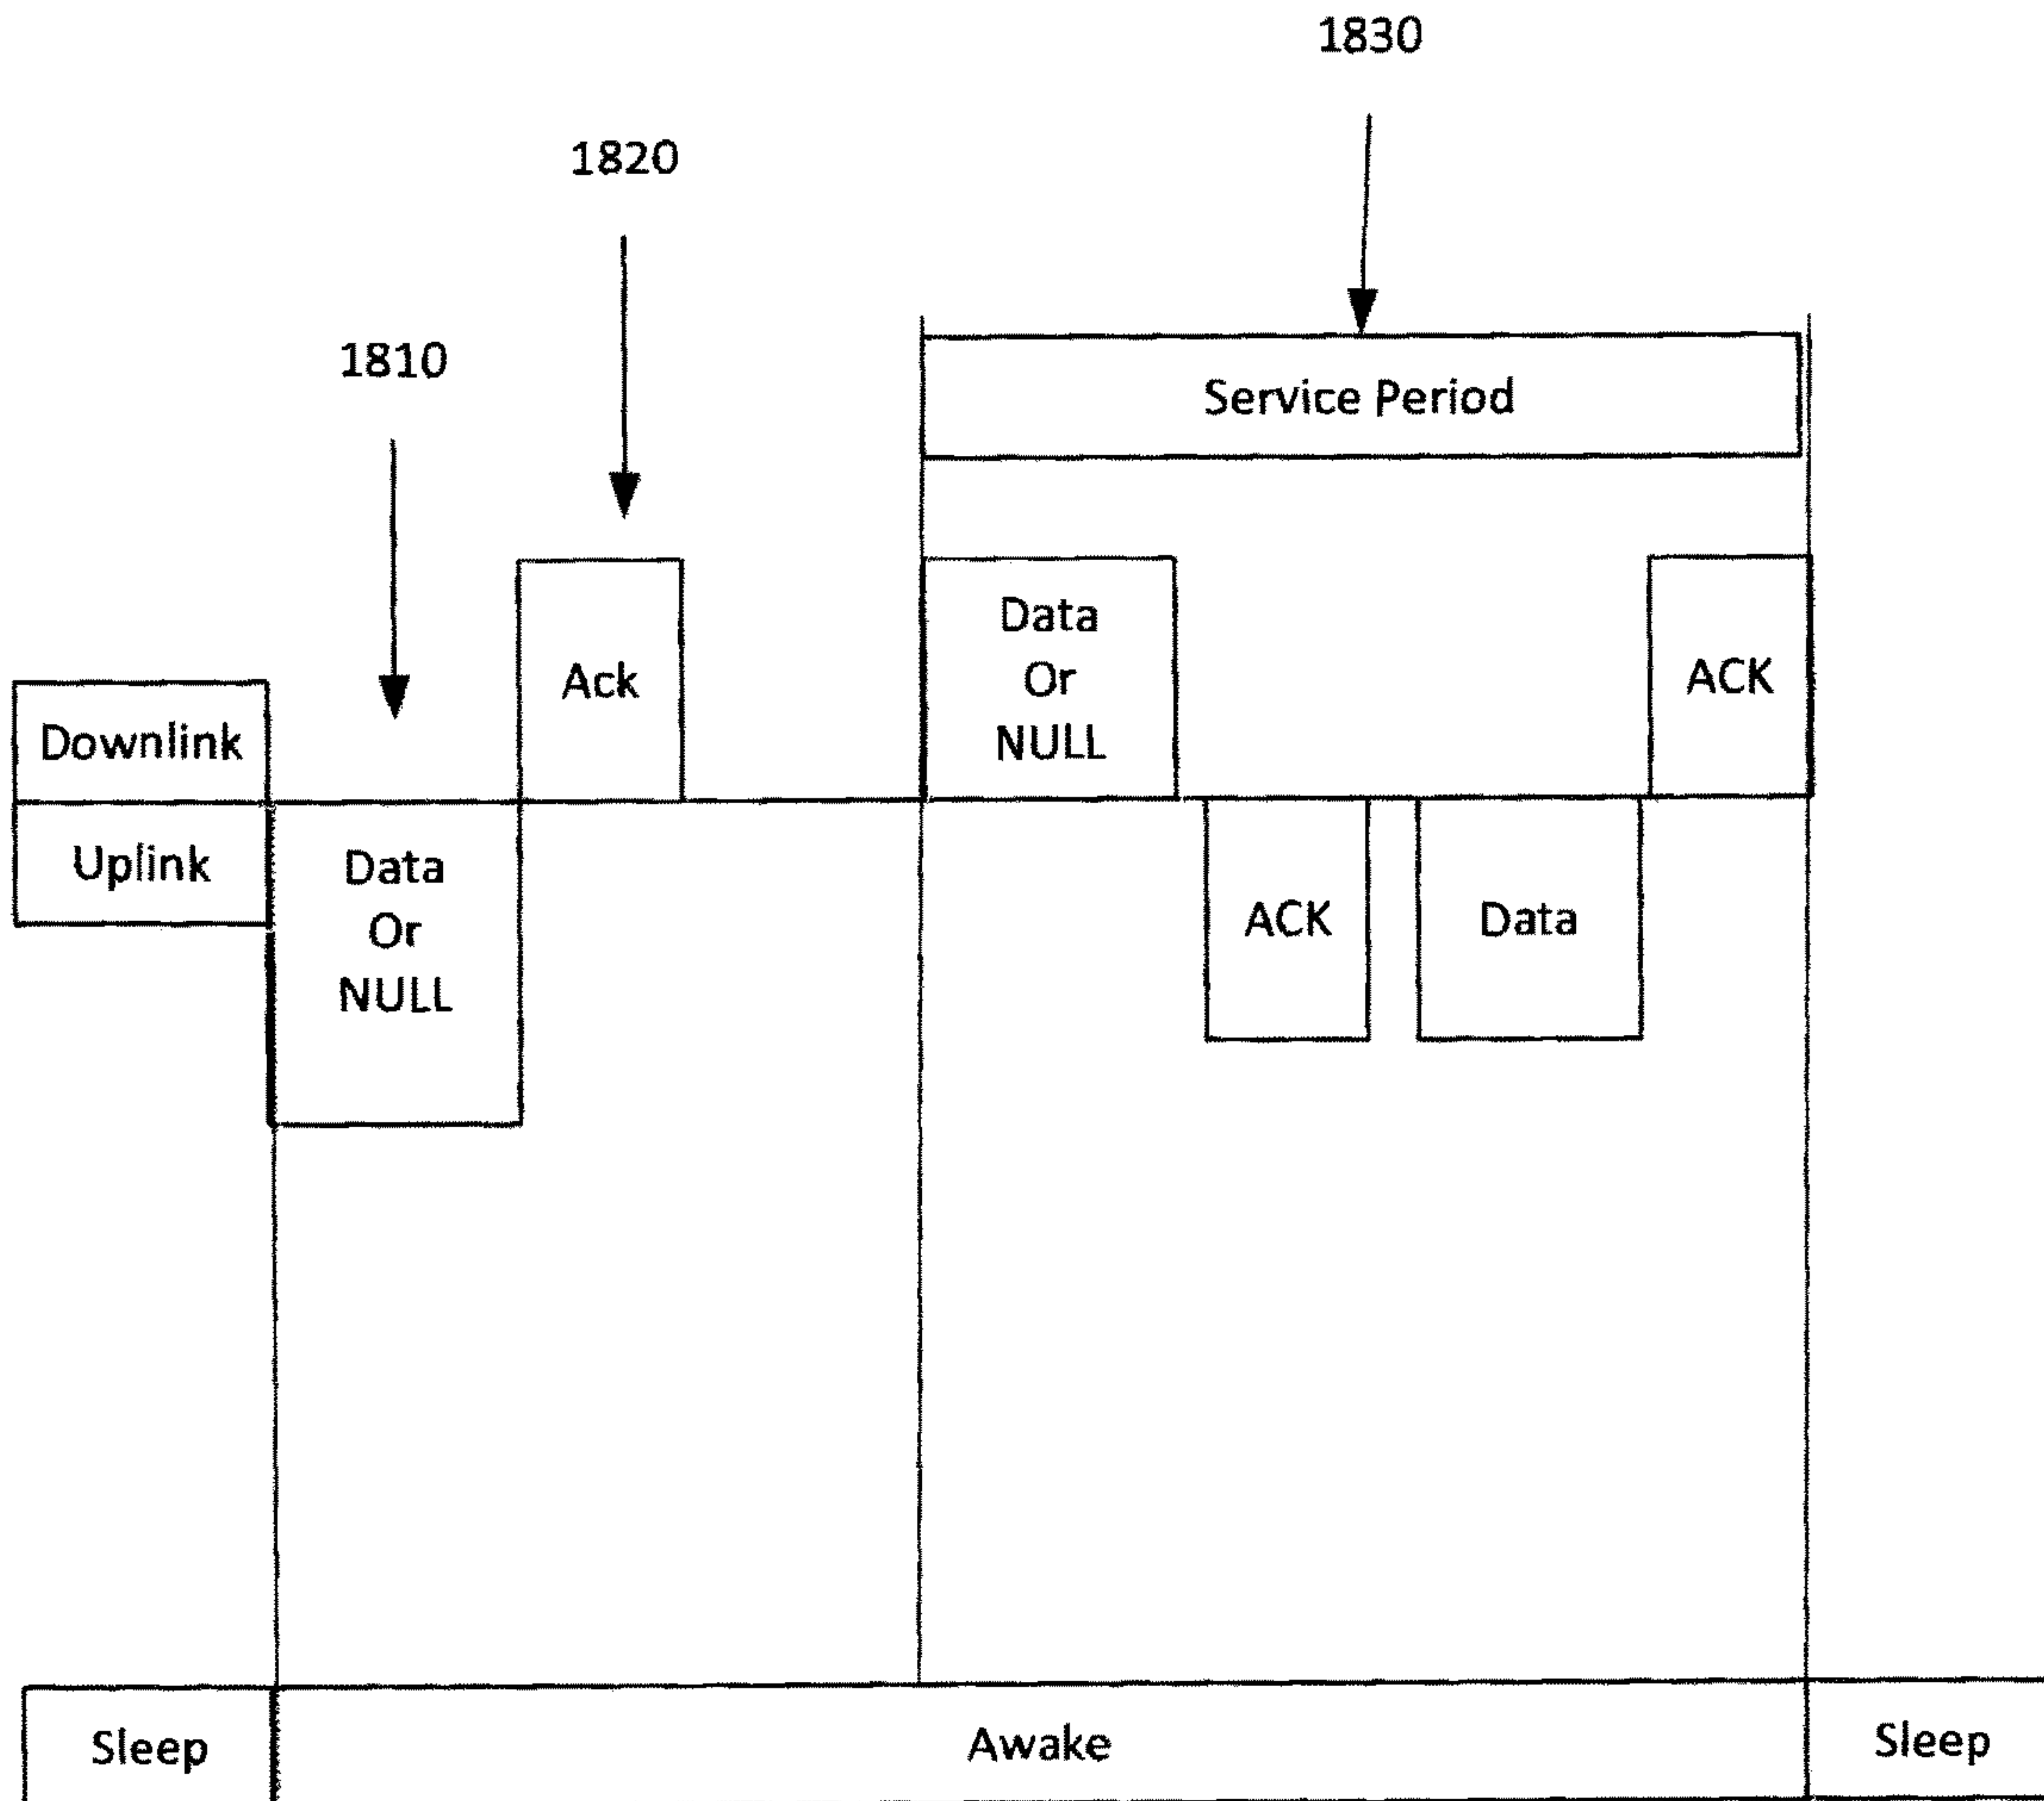 1830
1820
1810
Service Period
Downlink
Uplink
Data
Or
NULL
Ack
Data
Or
NULL
ACK
Data
ACK
Sleep
Awake
Sleep